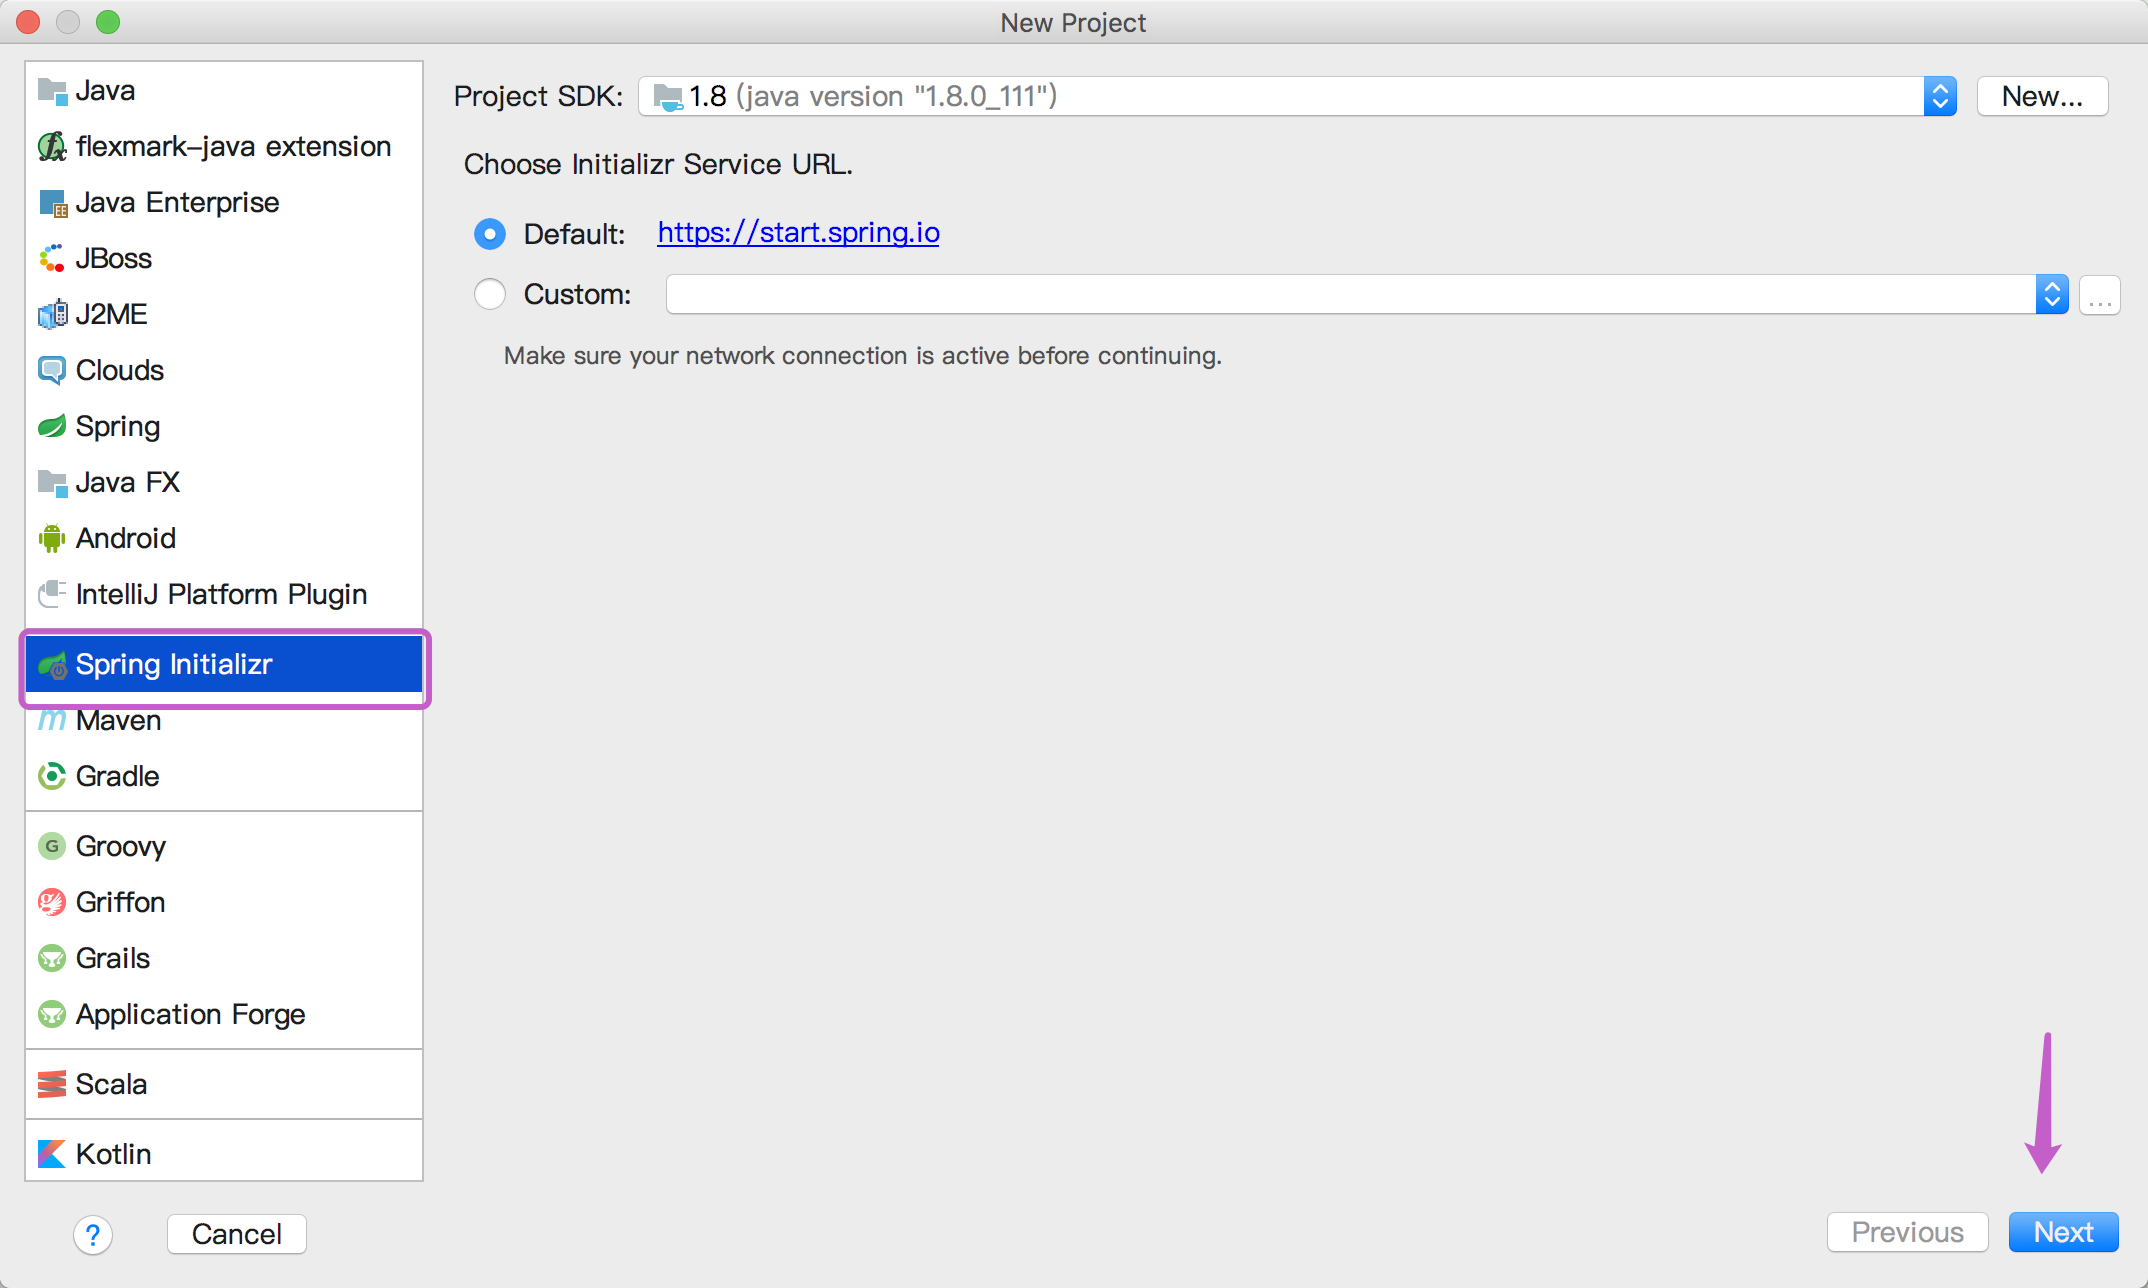 New Project
Java
flexmark-java extension
Java Enterprise
JBoss
J2ME
Clouds
Spring
Java FX
Android
IntelliJ Platform Plugin
Spring Initializr
Maven
Gradle
G Groovy
Griffon
Grails
Application Forge
Scala
Kotlin
Project SDK: 1.8 (java version "1.8.0_111") New...
Choose Initializr Service URL.
Default: https://start.spring.io
Custom: ...
Make sure your network connection is active before continuing.
? Cancel Previous Next